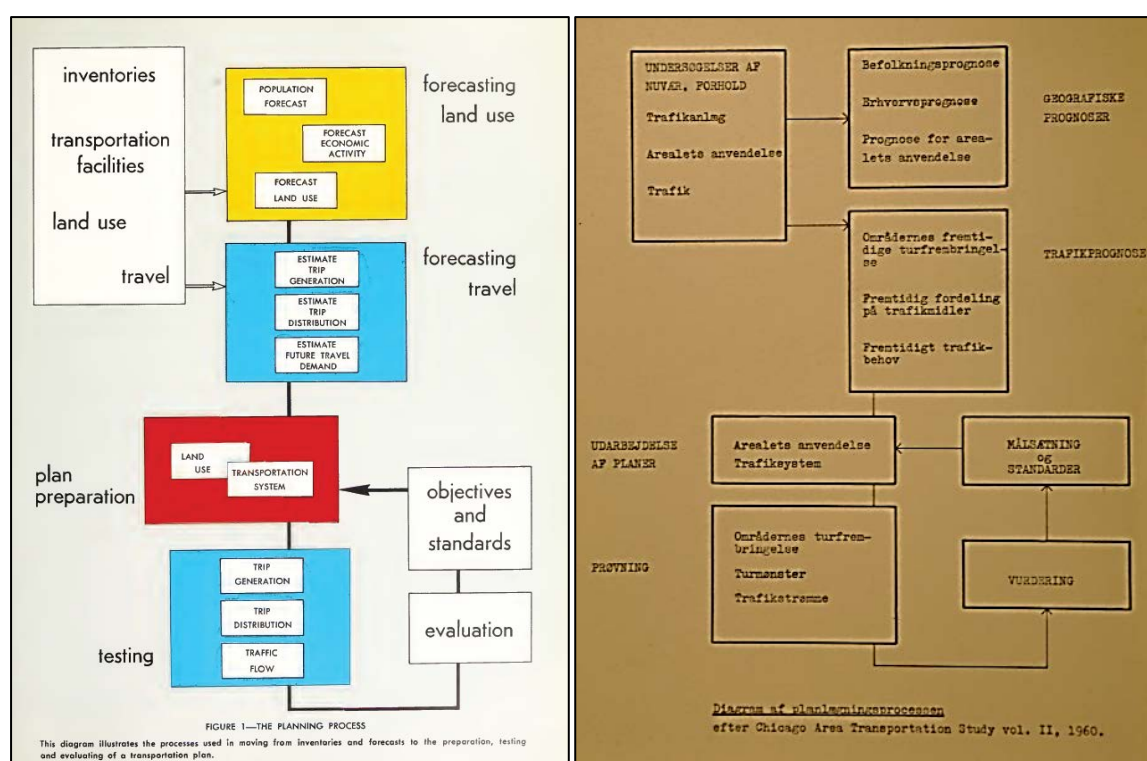 inventories
transportation
facilities
land use
travel
POPULATION
FORECAST
FORECAST
ECONOMIC
ACTIVITY
FORECAST
LAND USE
forecasting
land use
ESTIMATE
TRIP
GENERATION
ESTIMATE
TRIP
DISTRIBUTION
ESTIMATE
FUTURE TRAVEL
DEMAND
forecasting
travel
plan
preparation
LAND
USE
TRANSPORTATION
SYSTEM
objectives
and
standards
testing
TRIP
GENERATION
TRIP
DISTRIBUTION
TRAFFIC
FLOW
evaluation
FIGURE 1—THE PLANNING PROCESS
This diagram illustrates the processes used in moving from inventories and forecasts to the preparation, testing
and evaluating of a transportation plan.
UNDERSØGELSER AF
NUVÆR. FORHOLD
Trafikanlæg
Arealets anvendelse
Trafik
Befolkningsprognose
Erhvervsprognose
Prognose for area-
lets anvendelse
GEOGRAFISKE
PROGNOSER
Områdernes fremti-
dige turfrembringel-
se
Fremtidig fordeling
på trafikmidler
Fremtidigt trafik-
behov
TRAFIKPROGNOSE
UDARBEJDELSE
AF PLANER
Arealets anvendelse
Trafiksystem
MÅLSÆTNING
og
STANDARDER
PRØVNING
Områdernes turfrem-
bringelse
Turmønster
Trafikstrømme
VURDERING
Diagram af planlægningsprocessen
efter Chicago Area Transportation Study vol. II, 1960.